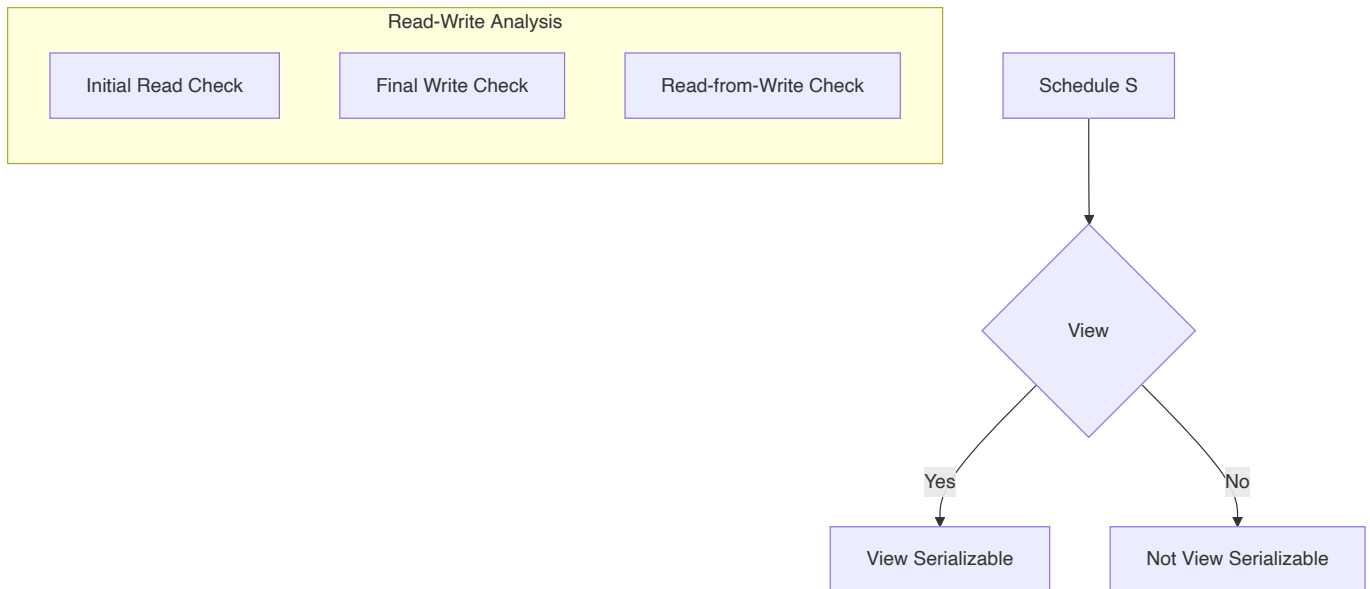 Read-Write Analysis
Initial Read Check
Final Write Check
Read-from-Write Check
Schedule S
View
Yes
No
View Serializable
Not View Serializable